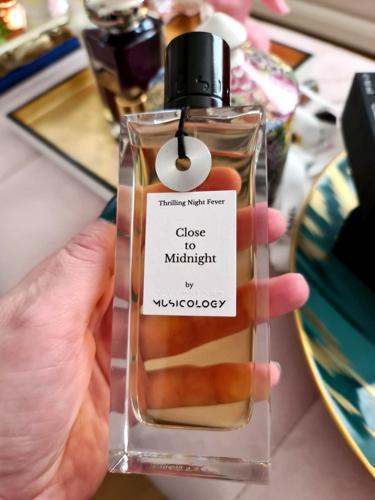 Thrilling Night Fever
Close
to
Midnight
by
MUSICOLOGY